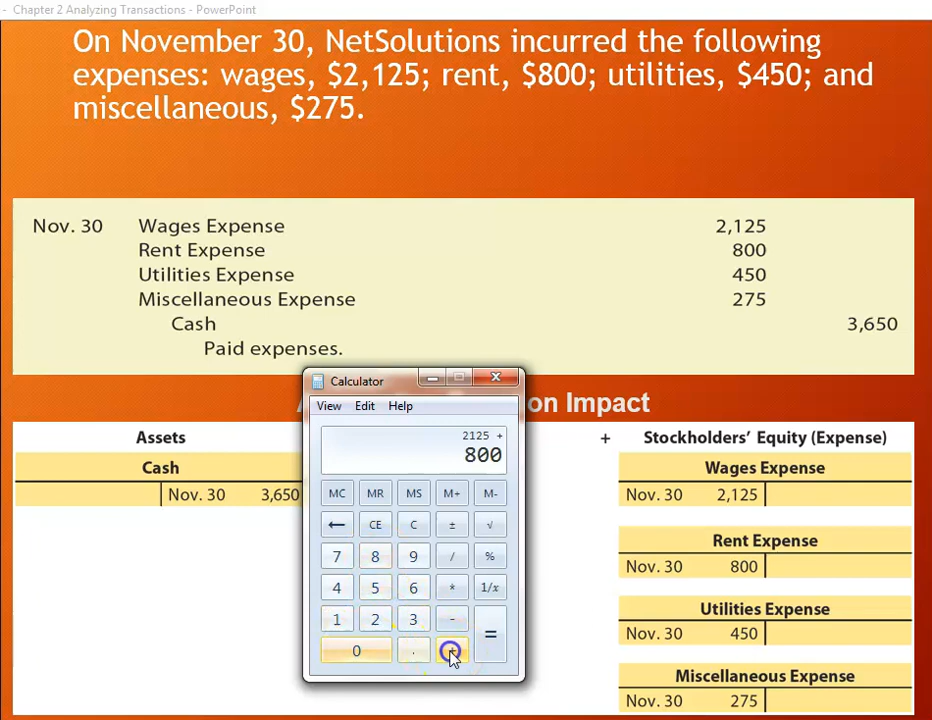 Chapter 2 Analyzing Transactions - PowerPoint
On November 30, NetSolutions incurred the following
expenses: wages, $2,125; rent, $800; utilities, $450; and
miscellaneous, $275.
Nov. 30 Wages Expense 2,125
Rent Expense 800
Utilities Expense 450
Miscellaneous Expense 275
Cash 3,650
Paid expenses.
on Impact
Assets
Cash
Nov. 30 3,650
+ Stockholders' Equity (Expense)
Wages Expense
Nov. 30 2,125
Rent Expense
Nov. 30 800
Utilities Expense
Nov. 30 450
Miscellaneous Expense
Nov. 30 275
Calculator
View Edit Help
2125 +
800
MC MR MS M+ M-
← CE C ± √
7 8 9 / %
4 5 6 * 1/x
1 2 3 - =
0 . +